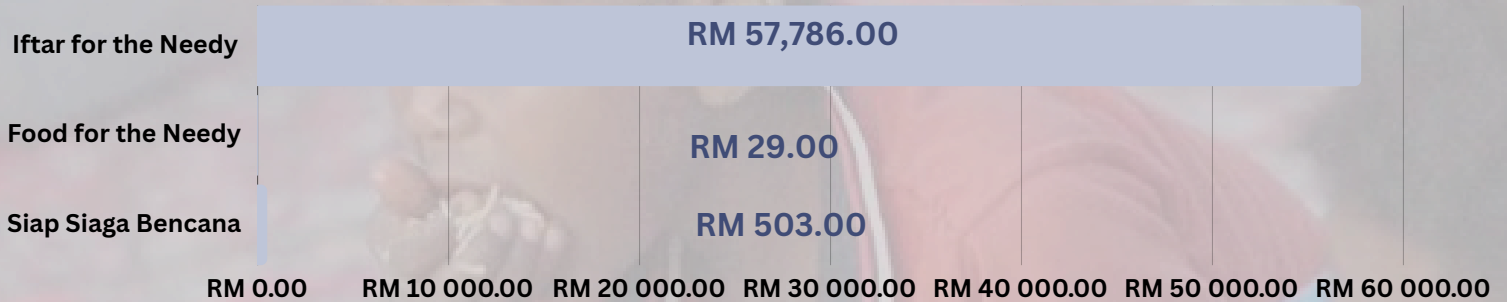 Iftar for the Needy RM 57,786.00
Food for the Needy RM 29.00
Siap Siaga Bencana RM 503.00
RM 0.00 RM 10 000.00 RM 20 000.00 RM 30 000.00 RM 40 000.00 RM 50 000.00 RM 60 000.00